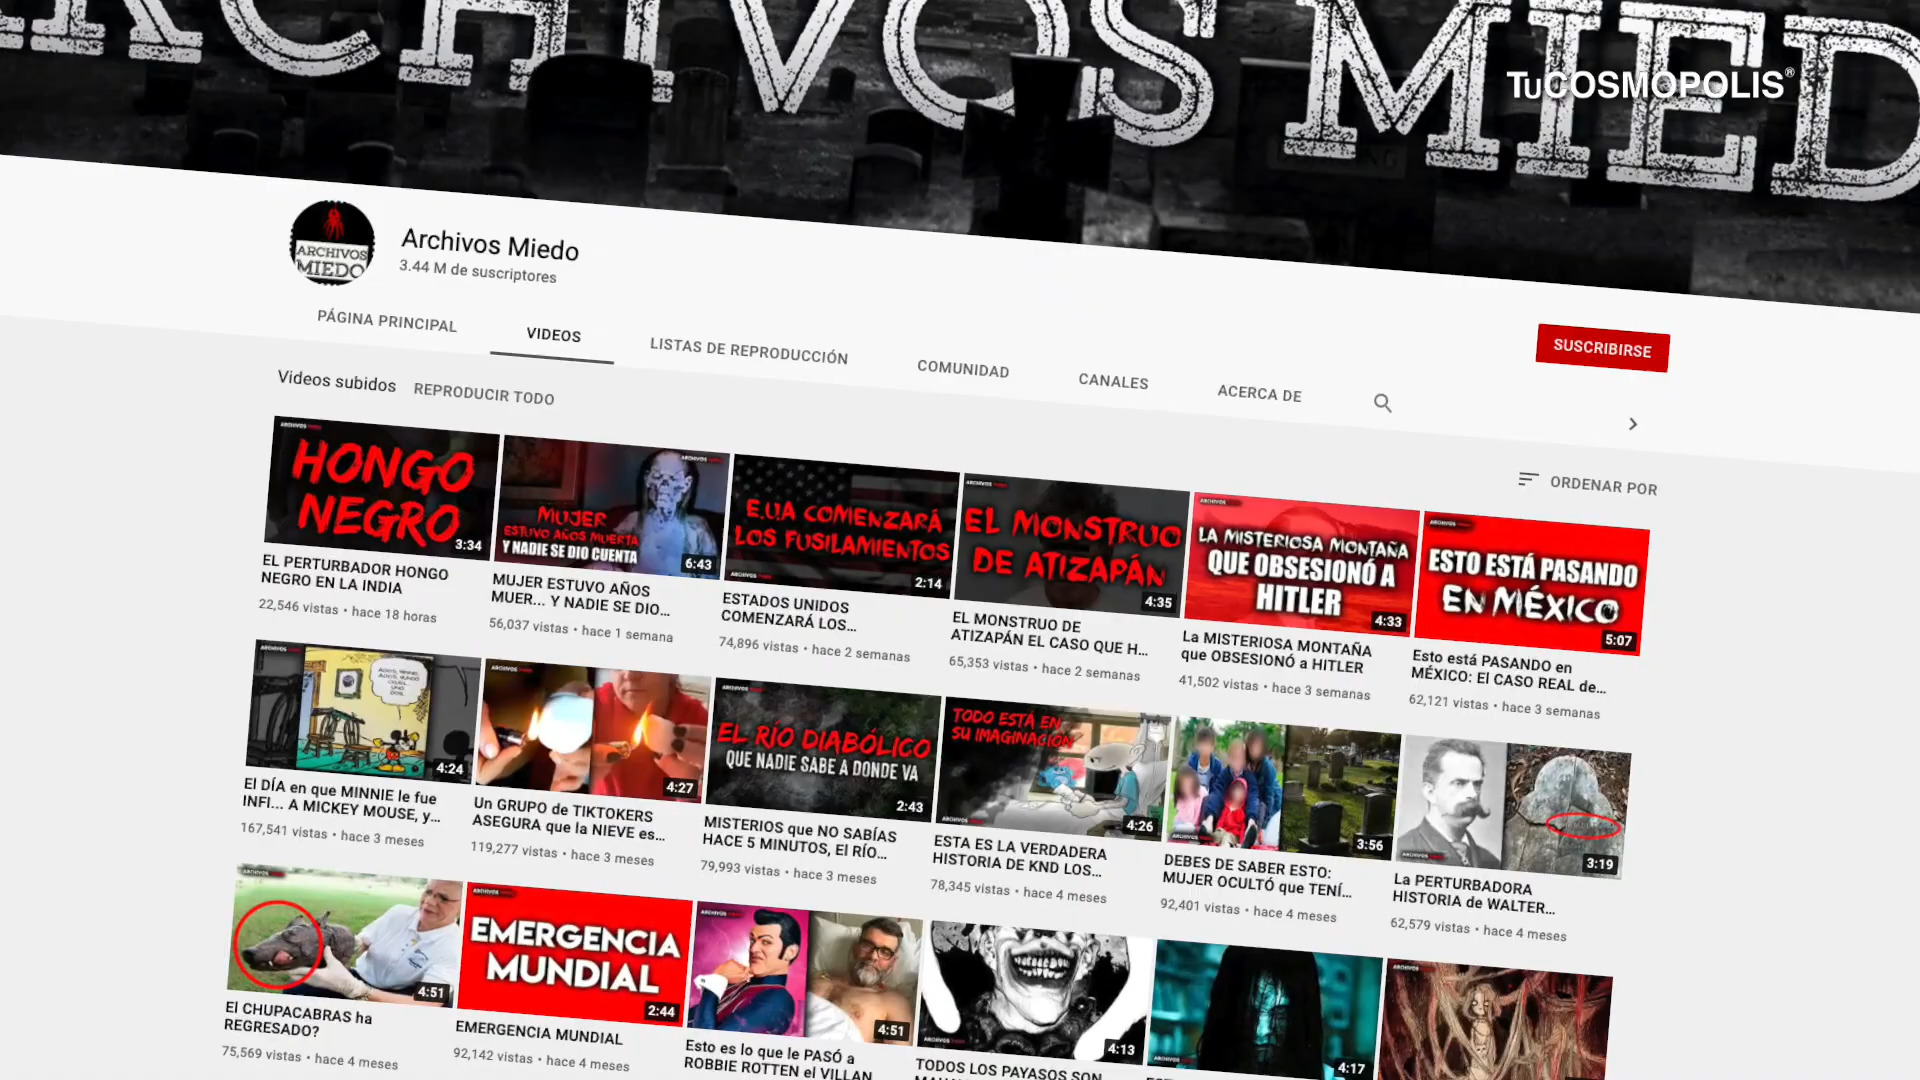 ARCHIVOS MIED
TuCOSMOPOLIS®
ARCHIVOS
MIEDO
Archivos Miedo
3.44 M de suscriptores
PÁGINA PRINCIPAL
VIDEOS
LISTAS DE REPRODUCCIÓN
COMUNIDAD
CANALES
ACERCA DE
SUSCRIBIRSE
Videos subidos
REPRODUCIR TODO
ORDENAR POR
HONGO
NEGRO
3:34
EL PERTURBADOR HONGO
NEGRO EN LA INDIA
22,546 vistas • hace 18 horas
MUJER
ESTUVO AÑOS MUERTA
Y NADIE SE DIO CUENTA
6:43
MUJER ESTUVO AÑOS
MUER... Y NADIE SE DIO...
56,037 vistas • hace 1 semana
E.U.A COMENZARÁ
LOS FUSILAMIENTOS
2:14
ESTADOS UNIDOS
COMENZARÁ LOS...
74,896 vistas • hace 2 semanas
EL MONSTRUO
DE ATIZAPÁN
4:35
EL MONSTRUO DE
ATIZAPÁN EL CASO QUE H...
65,353 vistas • hace 2 semanas
LA MISTERIOSA MONTAÑA
QUE OBSESIONÓ A
HITLER
4:33
La MISTERIOSA MONTAÑA
que OBSESIONÓ a HITLER
41,502 vistas • hace 3 semanas
ESTO ESTÁ PASANDO
EN MÉXICO
5:07
Esto está PASANDO en
MÉXICO: El CASO REAL de...
62,121 vistas • hace 3 semanas
4:24
El DÍA en que MINNIE le fue
INFI... A MICKEY MOUSE, y...
167,541 vistas • hace 3 meses
4:27
Un GRUPO de TIKTOKERS
ASEGURA que la NIEVE es...
119,277 vistas • hace 3 meses
EL RÍO DIABÓLICO
QUE NADIE SABE A DONDE VA
2:43
MISTERIOS que NO SABÍAS
HACE 5 MINUTOS, El RÍO...
79,993 vistas • hace 3 meses
TODO ESTÁ EN
SU IMAGINACIÓN
4:26
ESTA ES LA VERDADERA
HISTORIA DE KND LOS...
78,345 vistas • hace 4 meses
3:56
DEBES DE SABER ESTO:
MUJER OCULTÓ que TENÍ...
92,401 vistas • hace 4 meses
3:19
La PERTURBADORA
HISTORIA de WALTER...
62,579 vistas • hace 4 meses
4:51
El CHUPACABRAS ha
REGRESADO?
75,569 vistas • hace 4 meses
EMERGENCIA
MUNDIAL
2:44
EMERGENCIA MUNDIAL
92,142 vistas • hace 4 meses
4:51
Esto es lo que le PASÓ a
ROBBIE ROTTEN el VILLAN
4:13
TODOS LOS PAYASOS SON
4:17